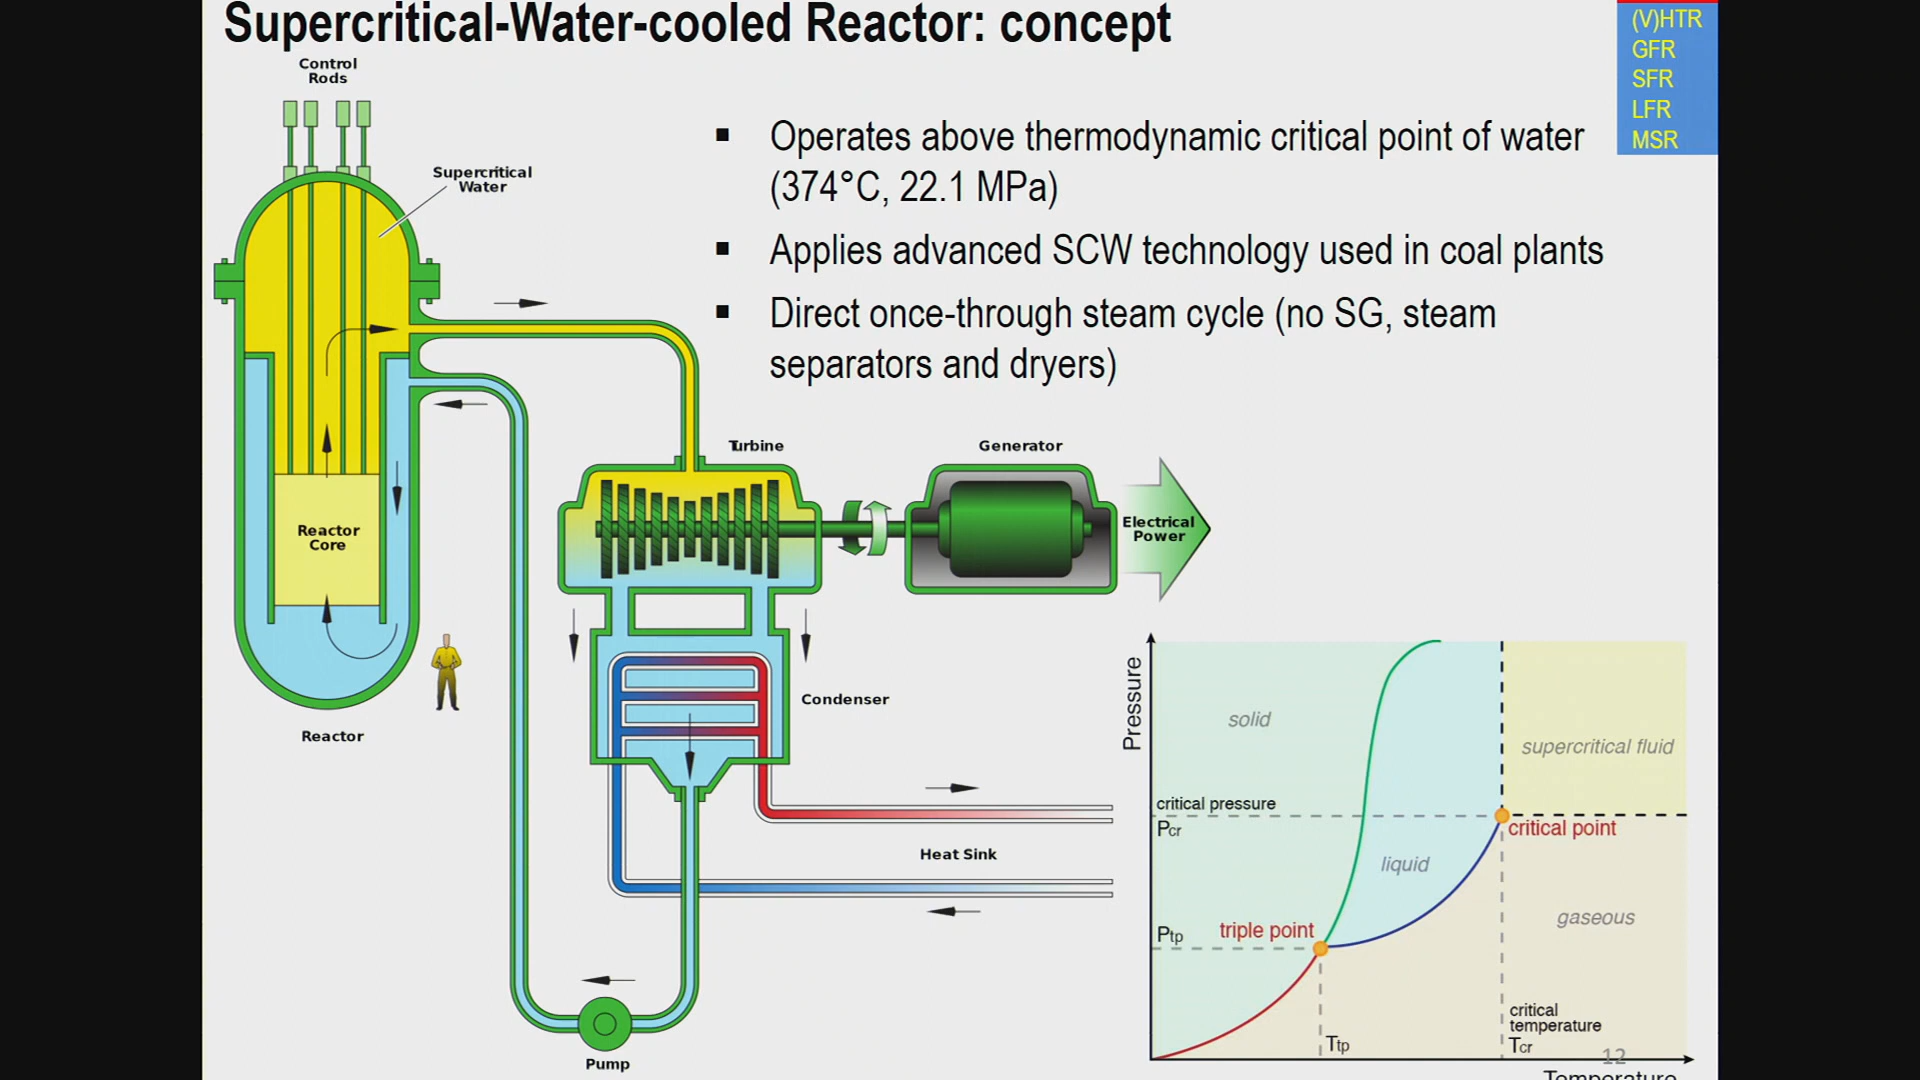 Supercritical-Water-cooled Reactor: concept
(V)HTR
GFR
SFR
LFR
MSR
Control
Rods
Supercritical
Water
▪ Operates above thermodynamic critical point of water
(374°C, 22.1 MPa)
▪ Applies advanced SCW technology used in coal plants
▪ Direct once-through steam cycle (no SG, steam
separators and dryers)
Turbine
Generator
Reactor
Core
Electrical
Power
Condenser
Reactor
Heat Sink
Pump
Pressure
solid
supercritical fluid
critical pressure
Pcr
critical point
liquid
gaseous
Ptp
triple point
critical
temperature
Ttp
Tcr
12
Temperature